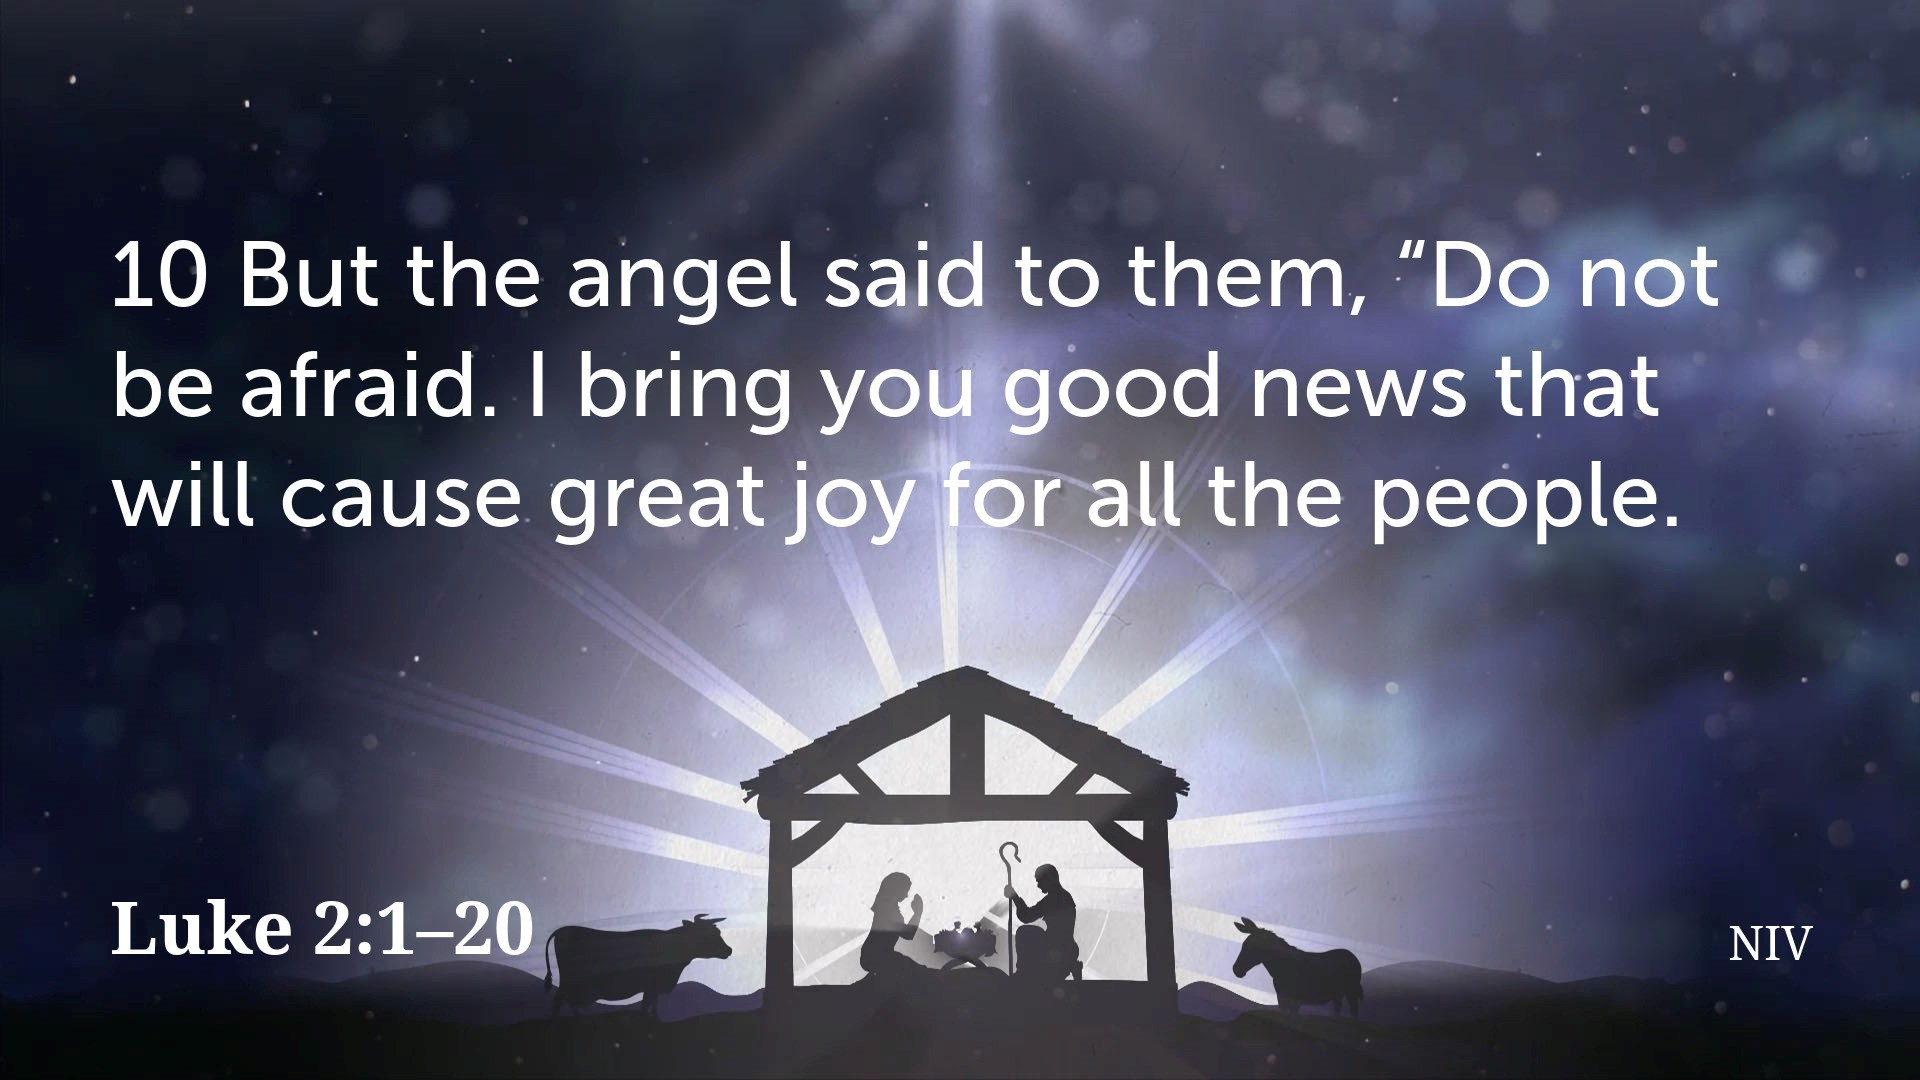 10 But the angel said to them, “Do not
be afraid. I bring you good news that
will cause great joy for all the people.
Luke 2:1–20
NIV